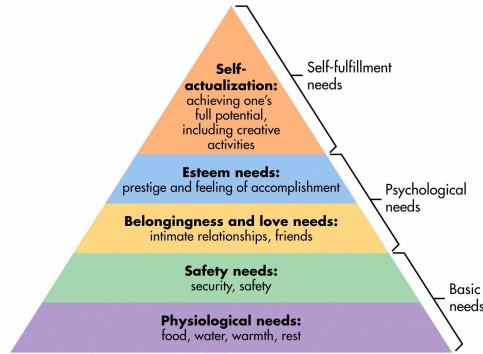 Self-
actualization:
achieving one's
full potential,
including creative
activities
Self-fulfillment
needs
Esteem needs:
prestige and feeling of accomplishment
Psychological
needs
Belongingness and love needs:
intimate relationships, friends
Safety needs:
security, safety
Basic
needs
Physiological needs:
food, water, warmth, rest